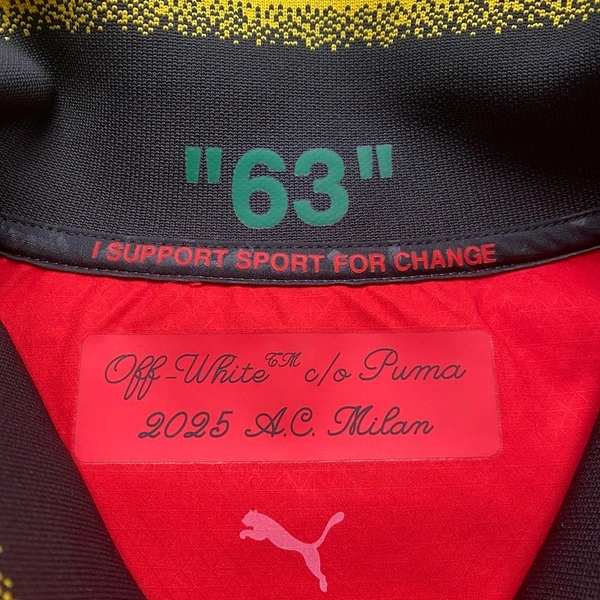 "63"
I SUPPORT SPORT FOR CHANGE
Off-White™ c/o Puma
2025 A.C. Milan